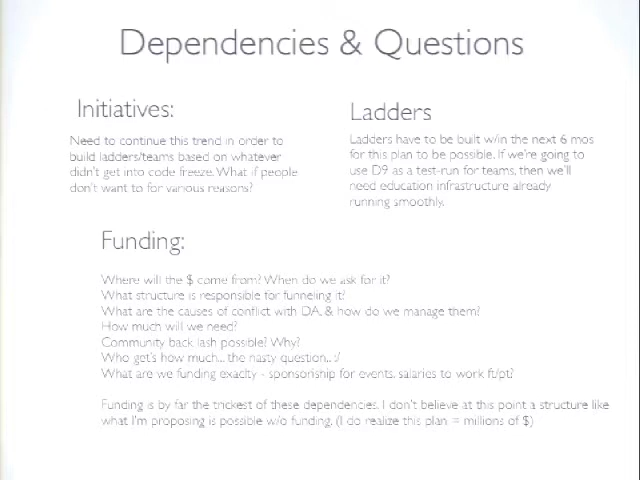 Dependencies & Questions
Initiatives:
Need to continue this trend in order to
build ladders/teams based on whatever
didn't get into code freeze. What if people
don't want to for various reasons?
Ladders
Ladders have to be built w/in the next 6 mos
for this plan to be possible. If we're going to
use D9 as a test-run for teams, then we'll
need education infrastructure already
running smoothly.
Funding:
Where will the $ come from? When do we ask for it?
What structure is responsible for funneling it?
What are the causes of conflict with DA, & how do we manage them?
How much will we need?
Community back lash possible? Why?
Who get's how much... the nasty question.. :/
What are we funding exaclty - sponsorship for events, salaries to work ft/pt?
Funding is by far the trickest of these dependencies. I don't believe at this point a structure like
what I'm proposing is possible w/o funding. (I do realize this plan = millions of $)